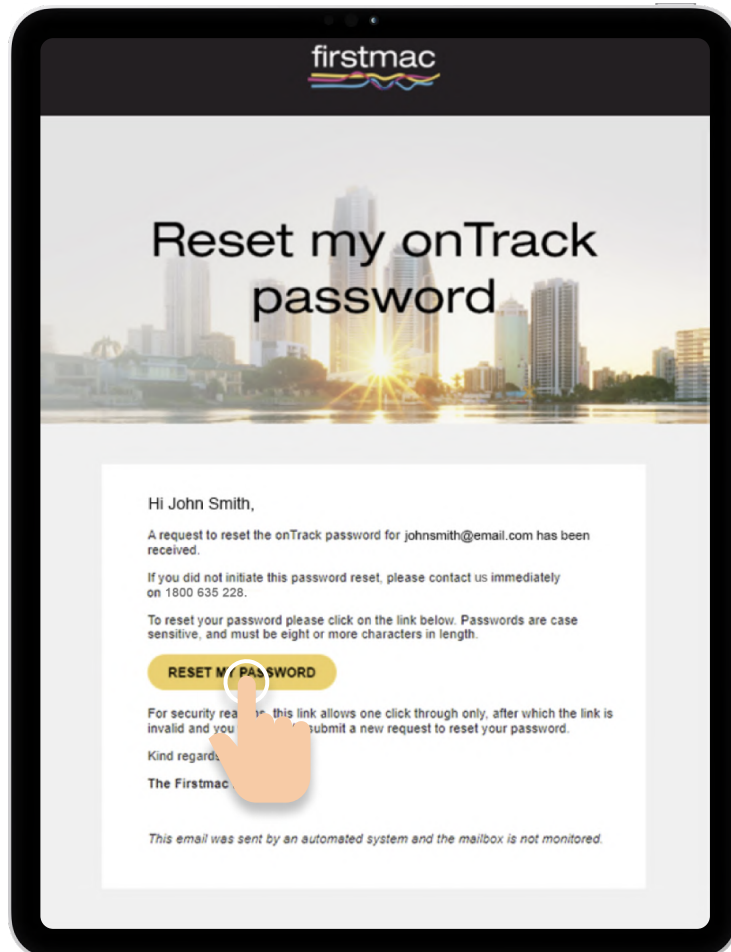 firstmac
Reset my onTrack
password
Hi John Smith,
A request to reset the onTrack password for johnsmith@email.com has been
received.
If you did not initiate this password reset, please contact us immediately
on 1800 635 228.
To reset your password please click on the link below. Passwords are case
sensitive, and must be eight or more characters in length.
RESET MY PASSWORD
For security this link allows one click through only, after which the link is
invalid and you submit a new request to reset your password.
Kind regards
The Firstmac
This email was sent by an automated system and the mailbox is not monitored.